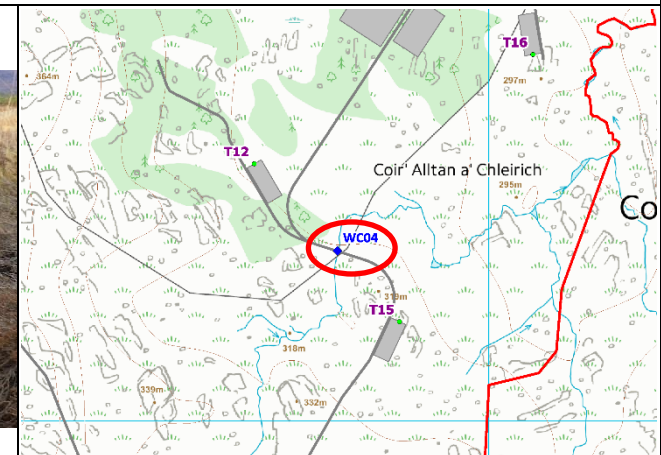 T16
364m
297m
T12
Coir' Alltan a' Chleirich
295m
Co
WC04
319m
T15
318m
339m
332m